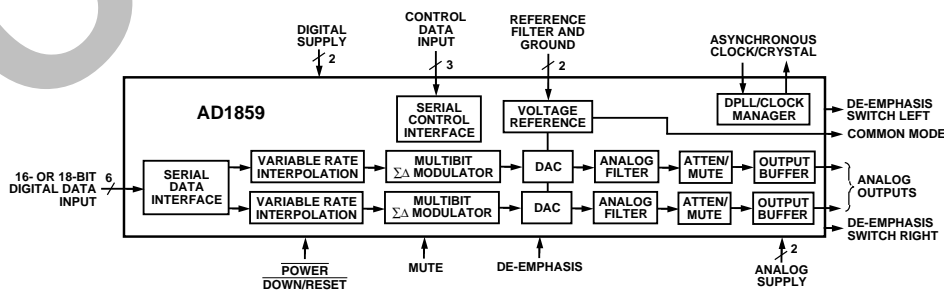 CONTROL
DATA
INPUT
REFERENCE
FILTER AND
GROUND
DIGITAL
SUPPLY
ASYNCHRONOUS
CLOCK/CRYSTAL
2
3
2
AD1859
SERIAL
CONTROL
INTERFACE
VOLTAGE
REFERENCE
DPLL/CLOCK
MANAGER
DE-EMPHASIS
SWITCH LEFT
COMMON MODE
16- OR 18-BIT
DIGITAL DATA
INPUT
6
SERIAL
DATA
INTERFACE
VARIABLE RATE
INTERPOLATION
MULTIBIT
ΣΔ MODULATOR
DAC
ANALOG
FILTER
ATTEN/
MUTE
OUTPUT
BUFFER
VARIABLE RATE
INTERPOLATION
MULTIBIT
ΣΔ MODULATOR
DAC
ANALOG
FILTER
ATTEN/
MUTE
OUTPUT
BUFFER
ANALOG
OUTPUTS
DE-EMPHASIS
SWITCH RIGHT
POWER
DOWN/RESET
MUTE
DE-EMPHASIS
2
ANALOG
SUPPLY